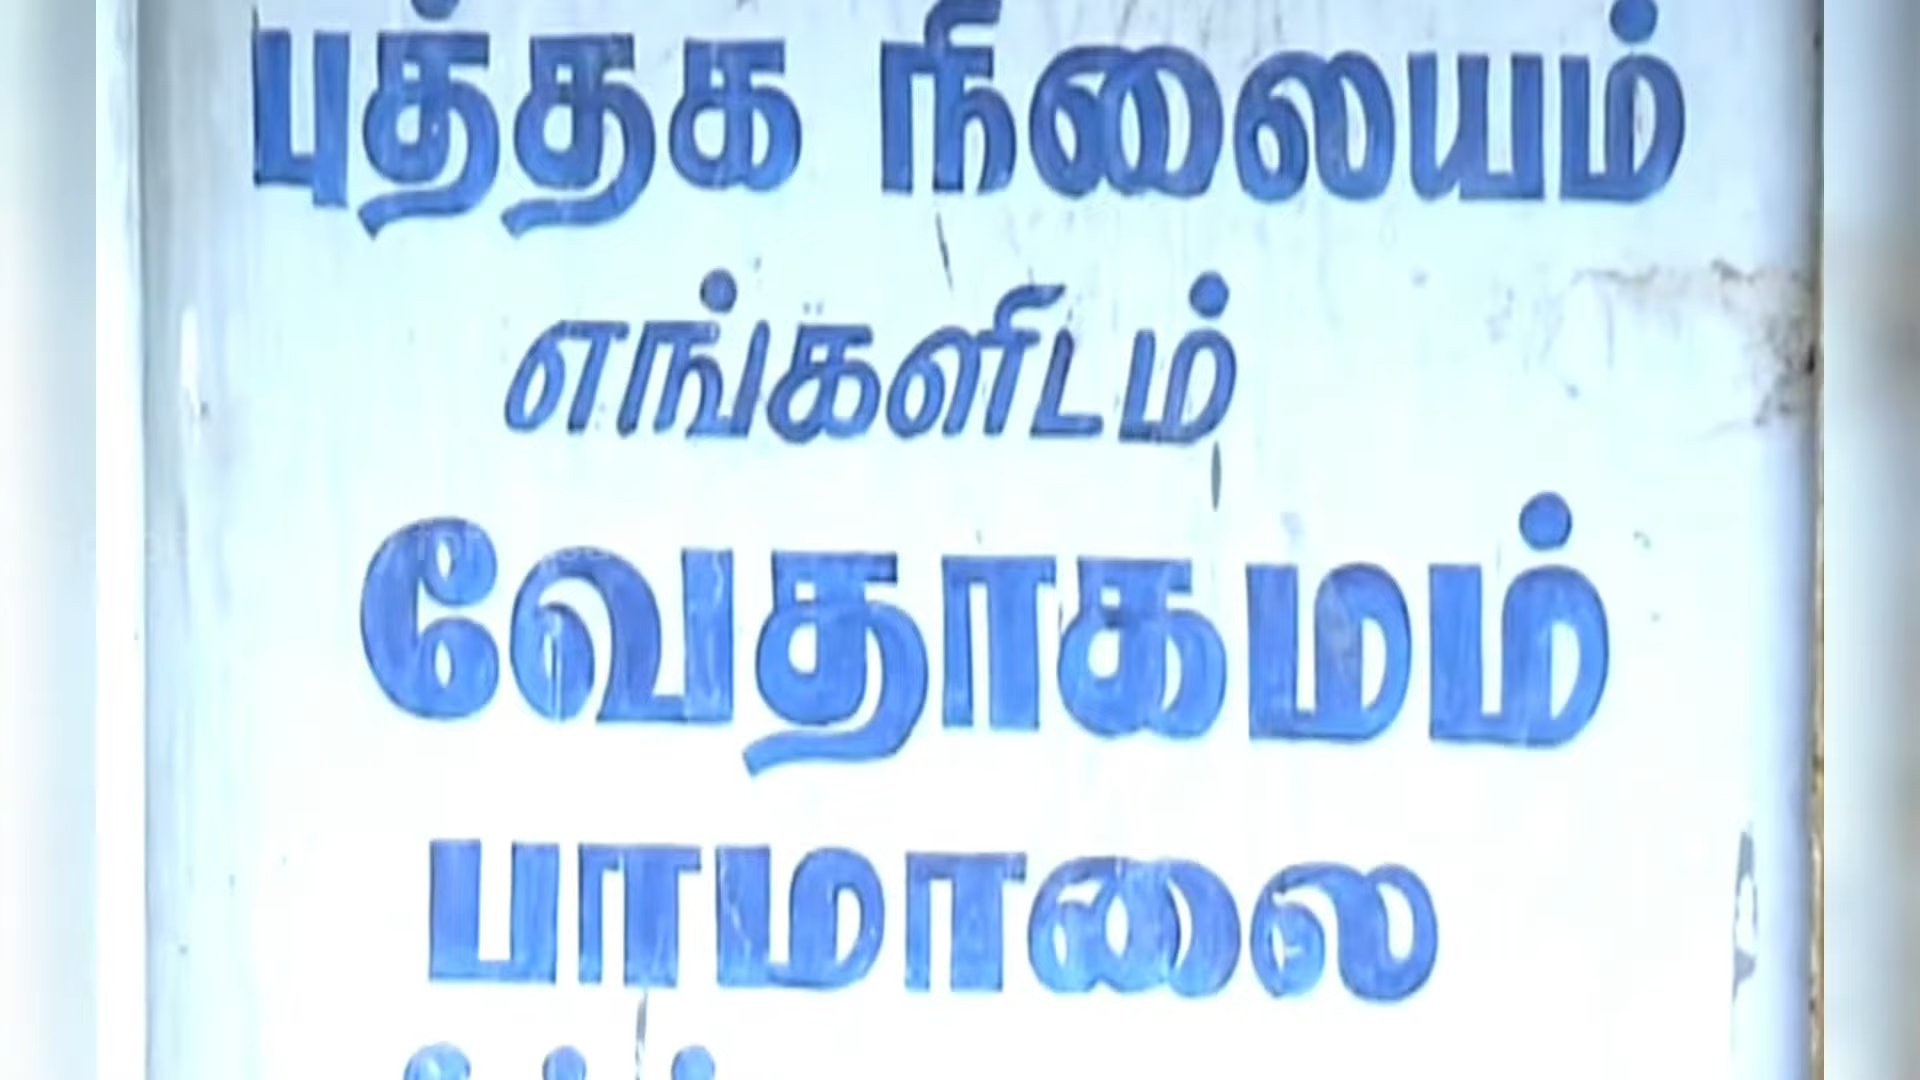 புத்தக நிலையம்
எங்களிடம்
வேதாகமம்
பாமாலை